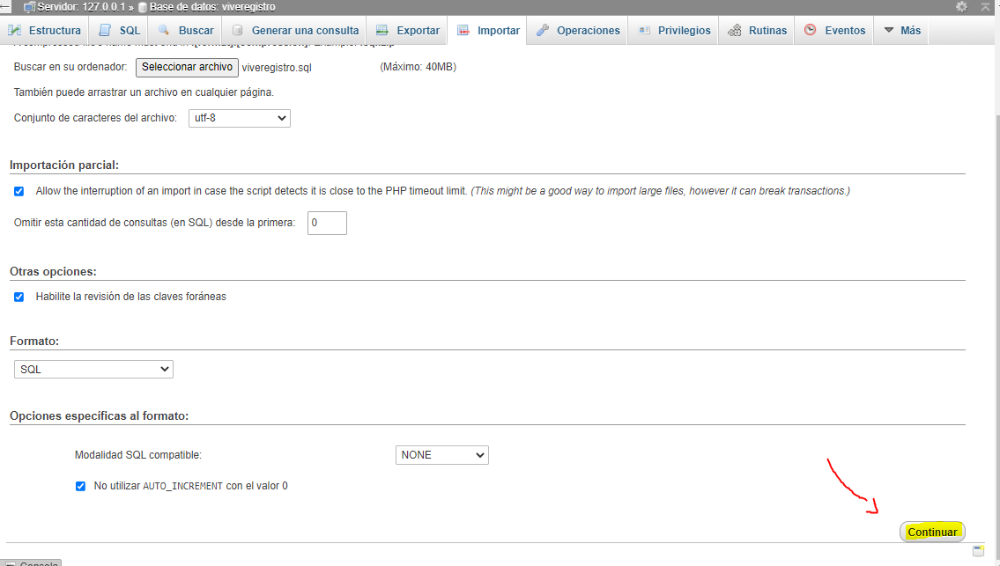 Servidor: 127.0.0.1 » Base de datos: viveregistro
Estructura SQL Buscar Generar una consulta Exportar Importar Operaciones Privilegios Rutinas Eventos Más
Buscar en su ordenador: Seleccionar archivo viveregistro.sql (Máximo: 40MB)
También puede arrastrar un archivo en cualquier página.
Conjunto de caracteres del archivo: utf-8
Importación parcial:
Allow the interruption of an import in case the script detects it is close to the PHP timeout limit. (This might be a good way to import large files, however it can break transactions.)
Omitir esta cantidad de consultas (en SQL) desde la primera: 0
Otras opciones:
Habilite la revisión de las claves foráneas
Formato:
SQL
Opciones específicas al formato:
Modalidad SQL compatible: NONE
No utilizar AUTO_INCREMENT con el valor 0
Continuar
Consola